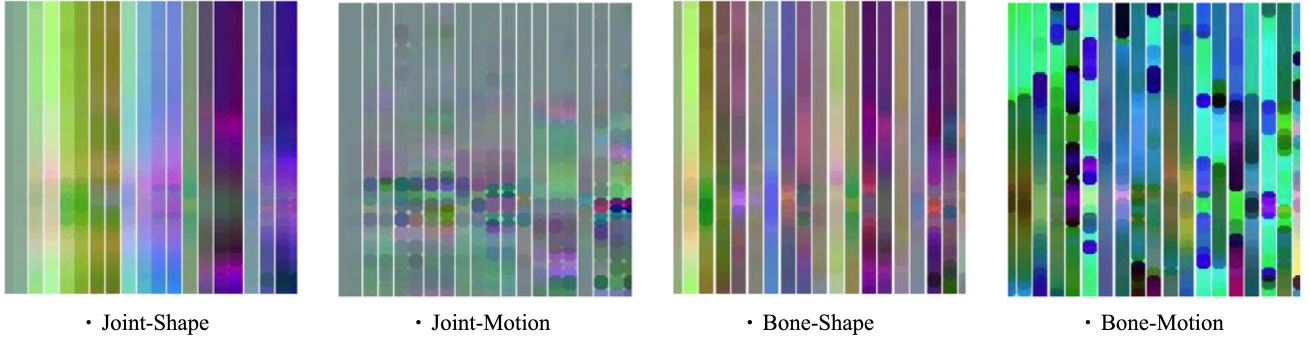 · Joint-Shape
· Joint-Motion
· Bone-Shape
· Bone-Motion